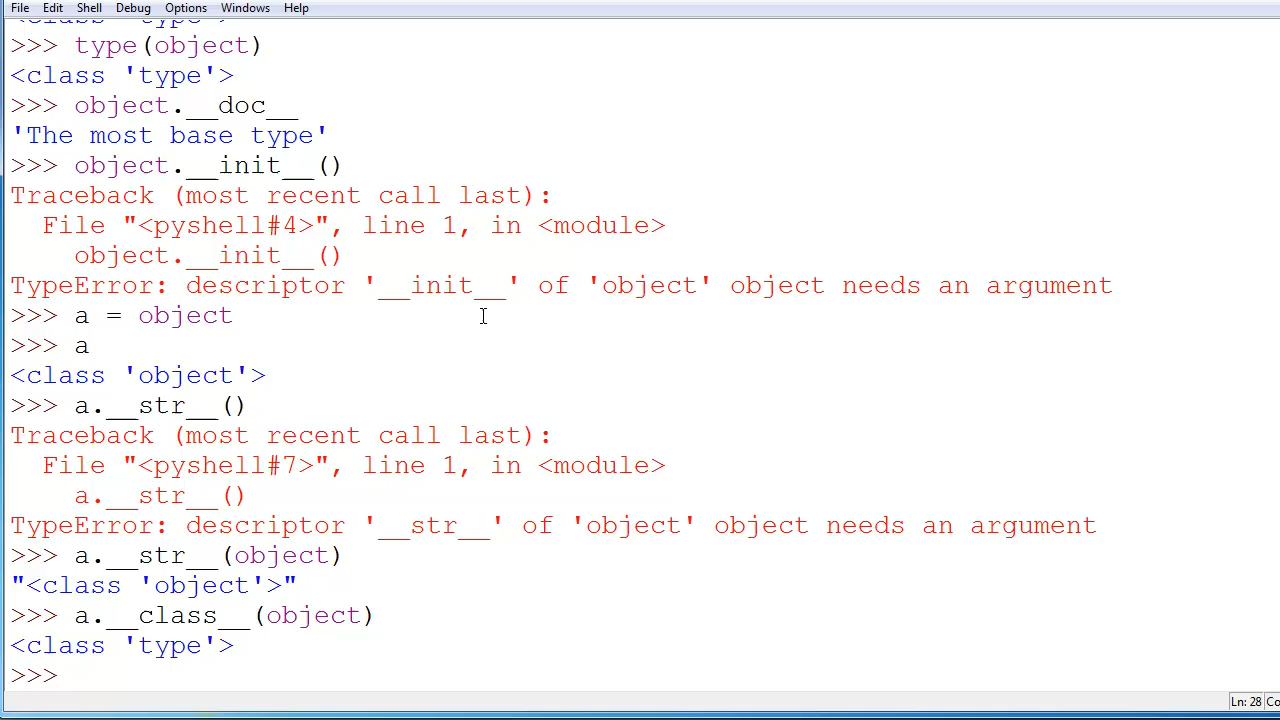 File Edit Shell Debug Options Windows Help
<class 'type'>
>>> type(object)
<class 'type'>
>>> object.__doc__
'The most base type'
>>> object.__init__()
Traceback (most recent call last):
  File "<pyshell#4>", line 1, in <module>
    object.__init__()
TypeError: descriptor '__init__' of 'object' object needs an argument
>>> a = object
>>> a
<class 'object'>
>>> a.__str__()
Traceback (most recent call last):
  File "<pyshell#7>", line 1, in <module>
    a.__str__()
TypeError: descriptor '__str__' of 'object' object needs an argument
>>> a.__str__(object)
"<class 'object'>"
>>> a.__class__(object)
<class 'type'>
>>>
Ln: 28